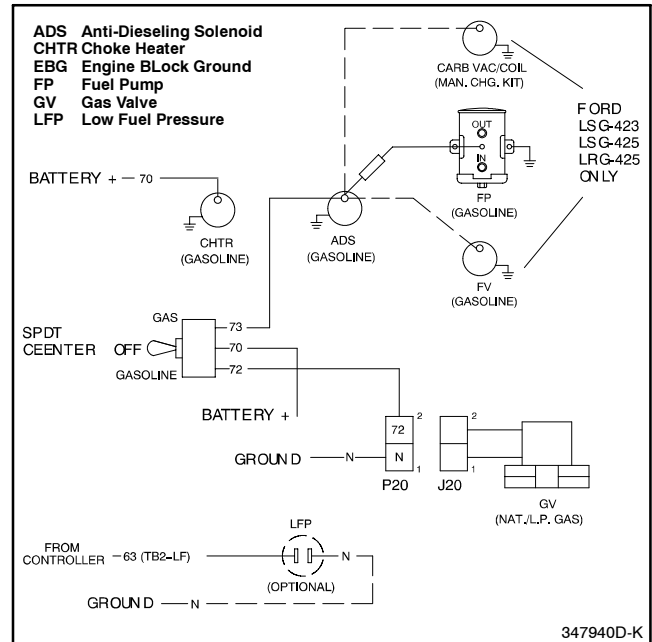 ADS Anti-Dieseling Solenoid
CHTR Choke Heater
EBG Engine BLock Ground
FP Fuel Pump
GV Gas Valve
LFP Low Fuel Pressure
CARB VAC/COIL
(MAN. CHG. KIT)
FORD
LSG-423
LSG-425
LRG-425
ONLY
OUT
IN
FP
(GASOLINE)
BATTERY + 70
CHTR
(GASOLINE)
ADS
(GASOLINE)
FV
(GASOLINE)
GAS
SPDT
CEENTER OFF
GASOLINE
73
70
72
BATTERY +
2
72
N
1
P20
2
1
J20
GROUND N
GV
(NAT./L.P. GAS)
LFP
FROM
CONTROLLER
63 (TB2-LF)
N
(OPTIONAL)
GROUND N
347940D-K